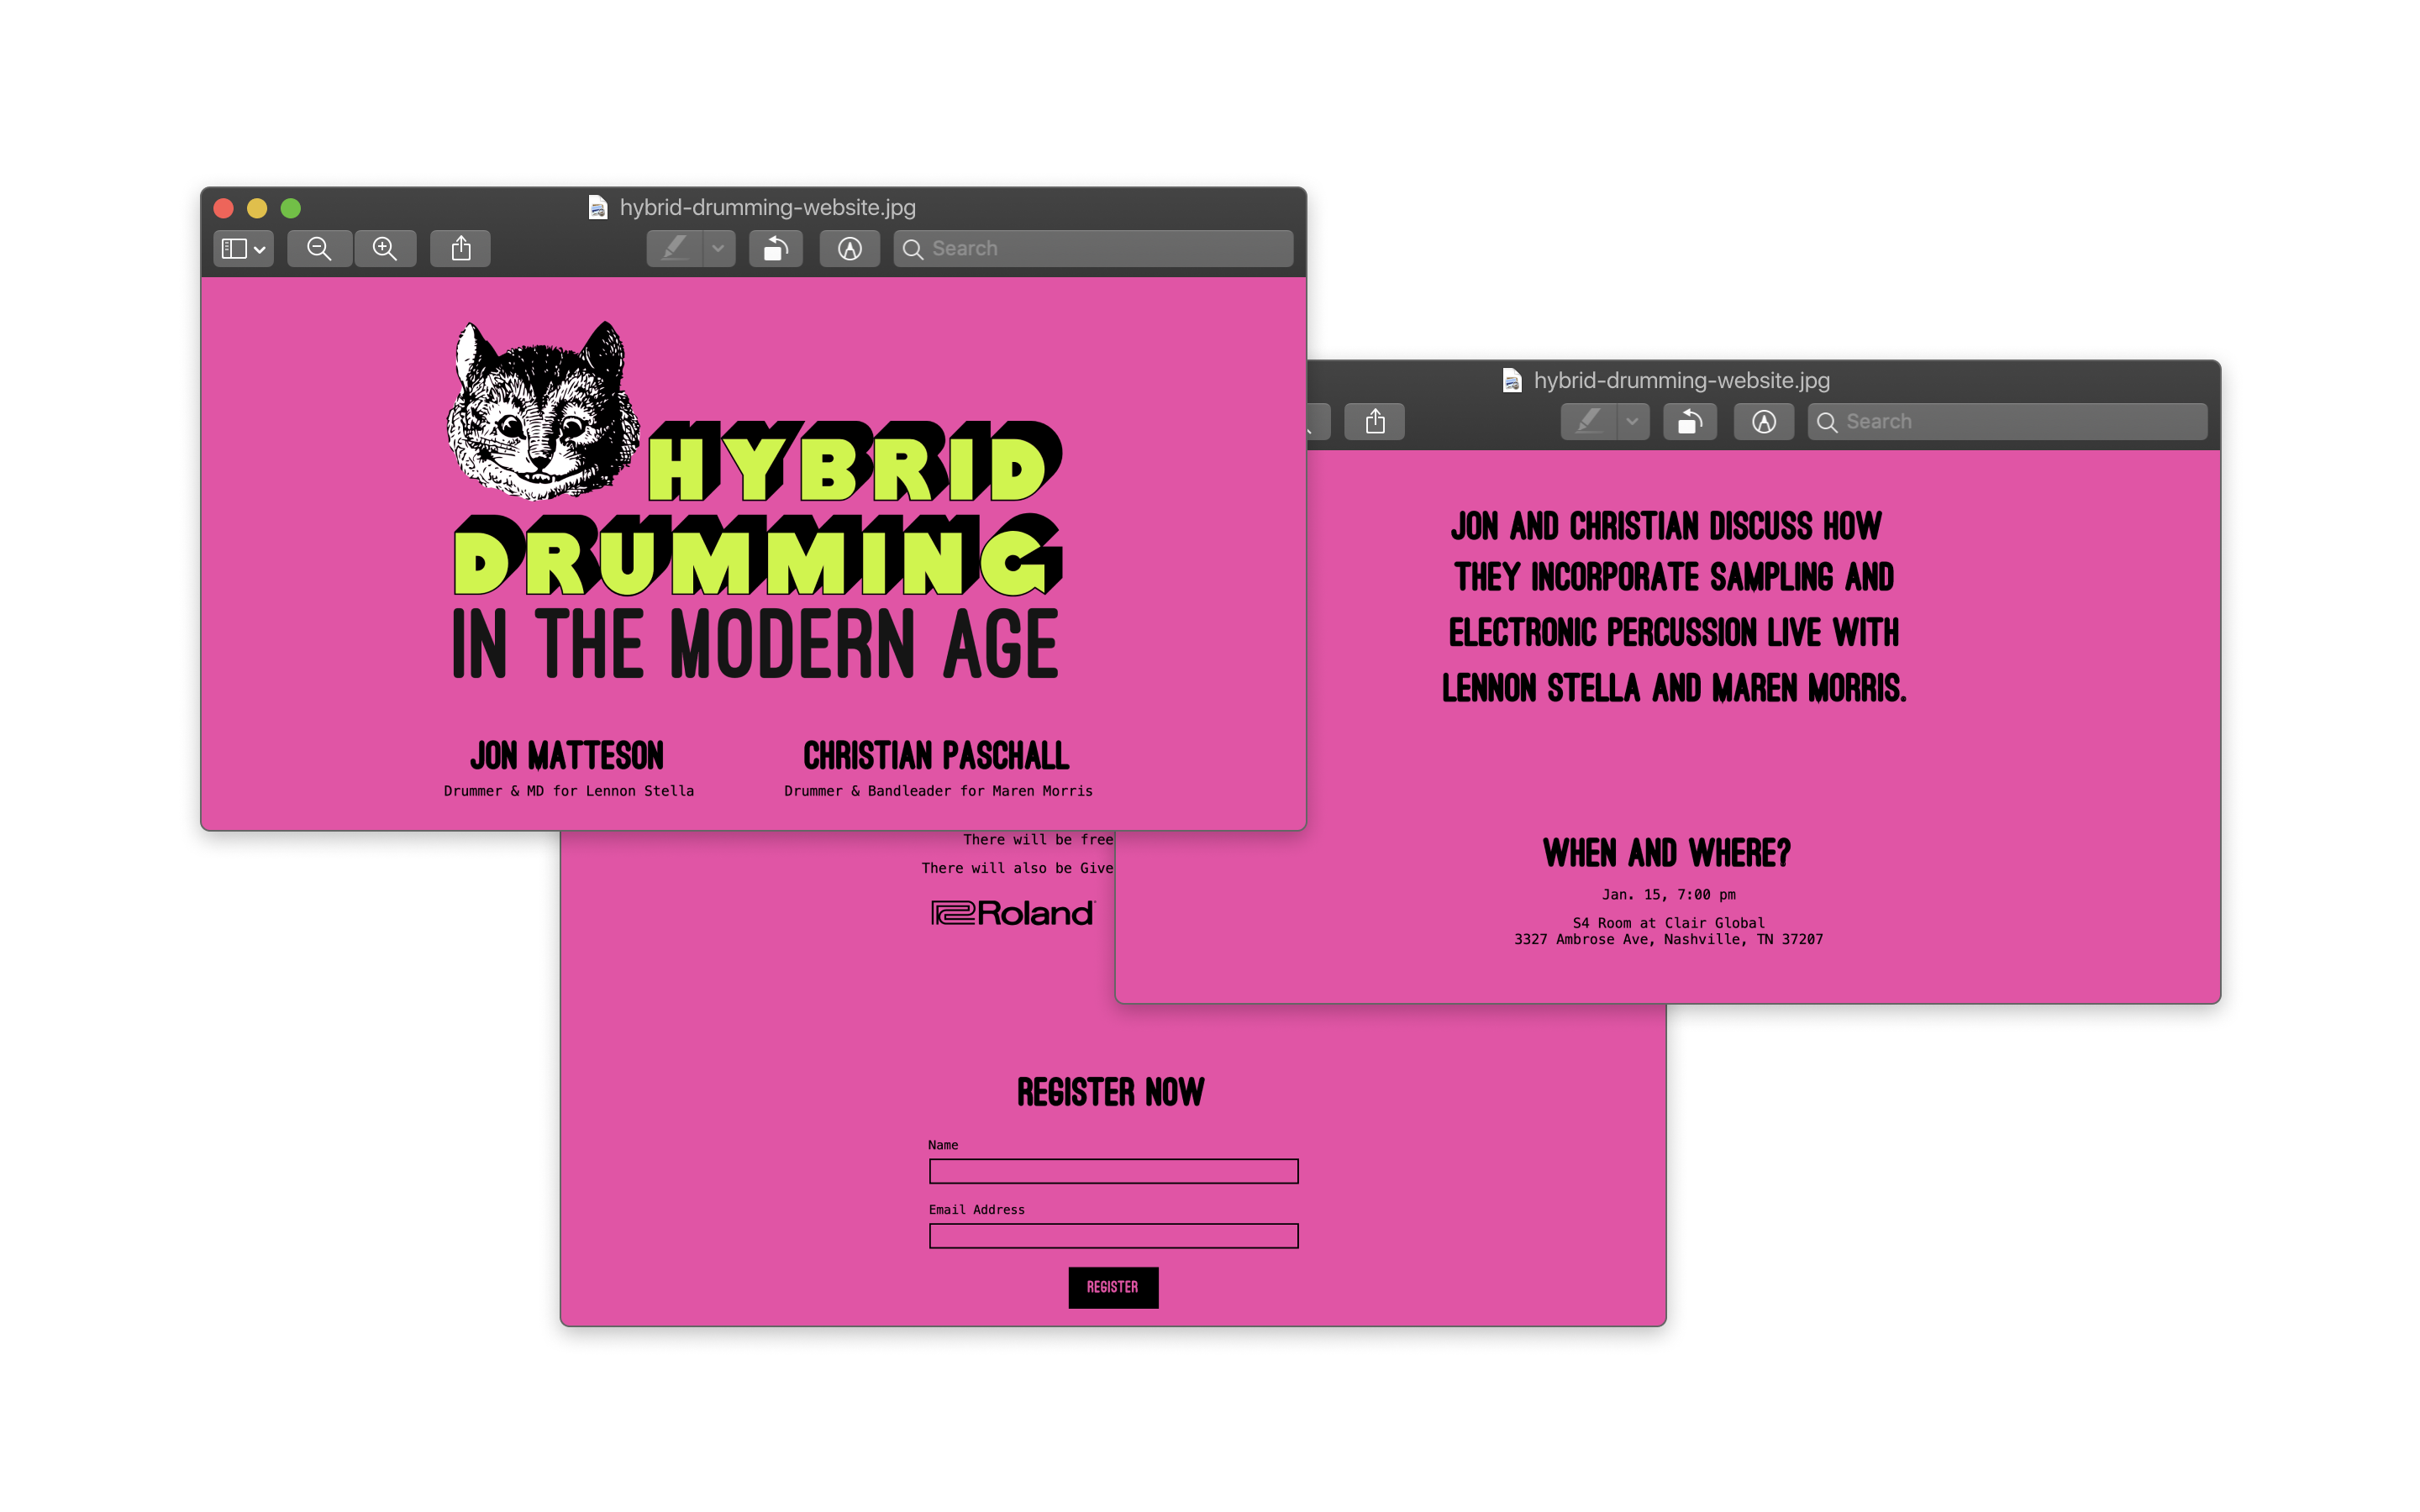 hybrid-drumming-website.jpg
Search
HYBRID
DRUMMING
IN THE MODERN AGE
JON MATTESON
Drummer & MD for Lennon Stella
CHRISTIAN PASCHALL
Drummer & Bandleader for Maren Morris
hybrid-drumming-website.jpg
Search
JON AND CHRISTIAN DISCUSS HOW
THEY INCORPORATE SAMPLING AND
ELECTRONIC PERCUSSION LIVE WITH
LENNON STELLA AND MAREN MORRIS.
WHEN AND WHERE?
Jan. 15, 7:00 pm
S4 Room at Clair Global
3327 Ambrose Ave, Nashville, TN 37207
There will be free
There will also be Give
Roland
REGISTER NOW
Name
Email Address
REGISTER